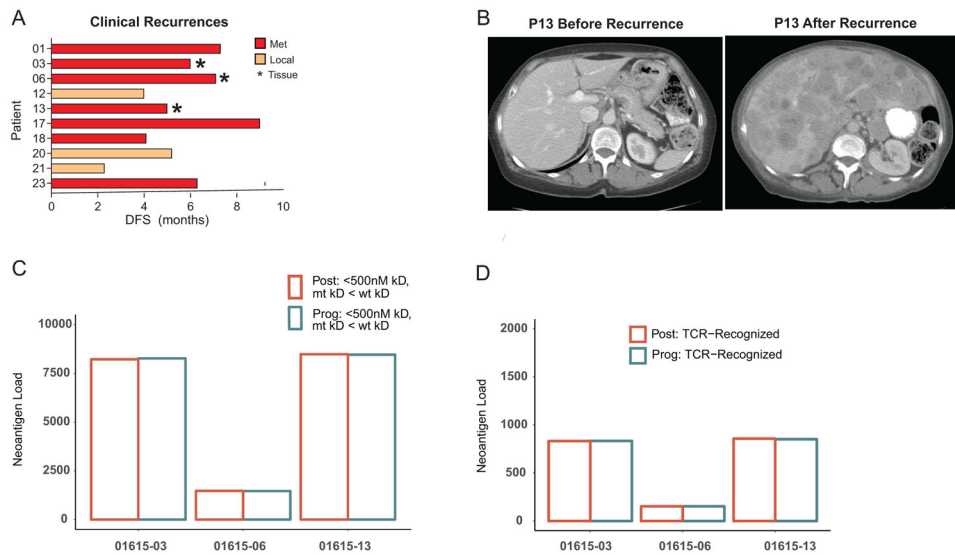 A
Clinical Recurrences
Met
Local
* Tissue
Patient
01
03 *
06 *
12
13 *
17
18
20
21
23
0 2 4 6 8 10
DFS (months)
B
P13 Before Recurrence
P13 After Recurrence
C
Post: <500nM kD,
mt kD < wt kD
Prog: <500nM kD,
mt kD < wt kD
Neoantigen Load
10000
7500
5000
2500
0
01615-03 01615-06 01615-13
D
Post: TCR-Recognized
Prog: TCR-Recognized
Neoantigen Load
2000
1500
1000
500
0
01615-03 01615-06 01615-13